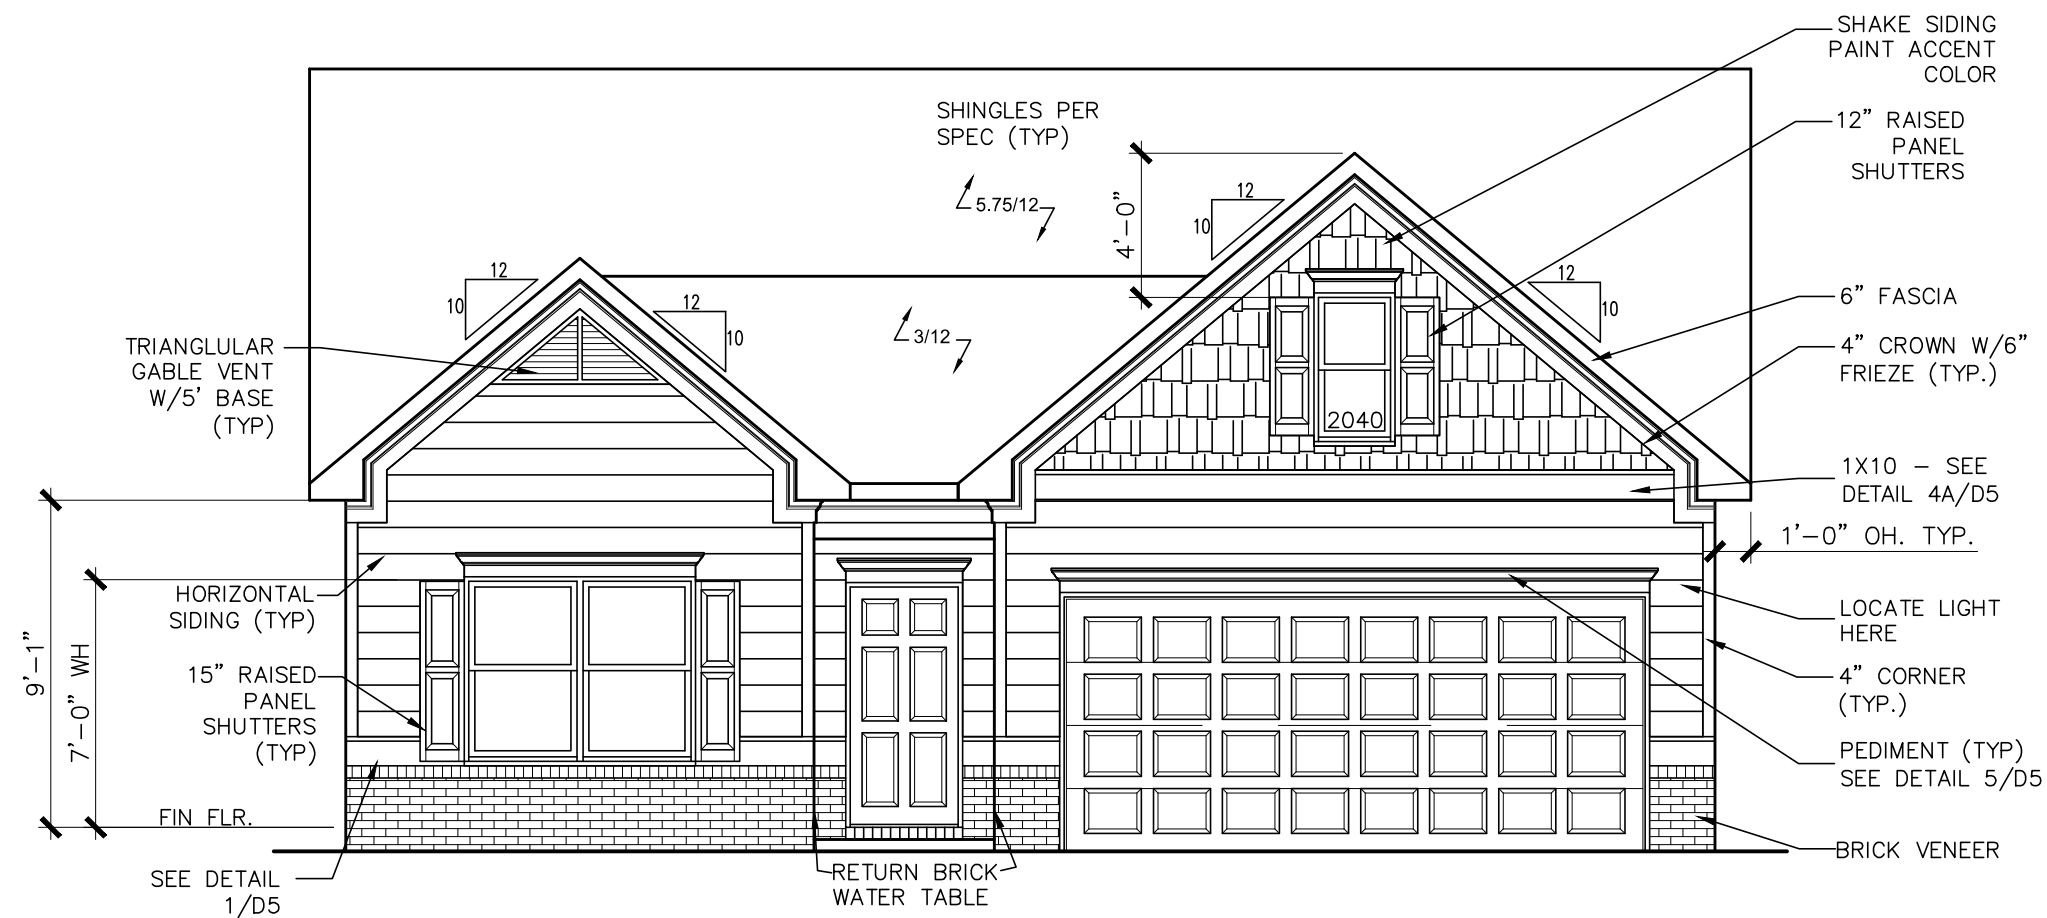 SHAKE SIDING
PAINT ACCENT
COLOR
SHINGLES PER
SPEC (TYP)
12" RAISED
PANEL
SHUTTERS
4'-0"
12
10
5.75/12
12
10
12
10
12
10
6" FASCIA
3/12
TRIANGLULAR
GABLE VENT
W/5' BASE
(TYP)
4" CROWN W/6"
FRIEZE (TYP.)
2040
1X10 - SEE
DETAIL 4A/D5
1'-0" OH. TYP.
HORIZONTAL
SIDING (TYP)
LOCATE LIGHT
HERE
9'-1"
7'-0" WH
15" RAISED
PANEL
SHUTTERS
(TYP)
4" CORNER
(TYP.)
PEDIMENT (TYP)
SEE DETAIL 5/D5
FIN FLR.
BRICK VENEER
SEE DETAIL
1/D5
RETURN BRICK
WATER TABLE